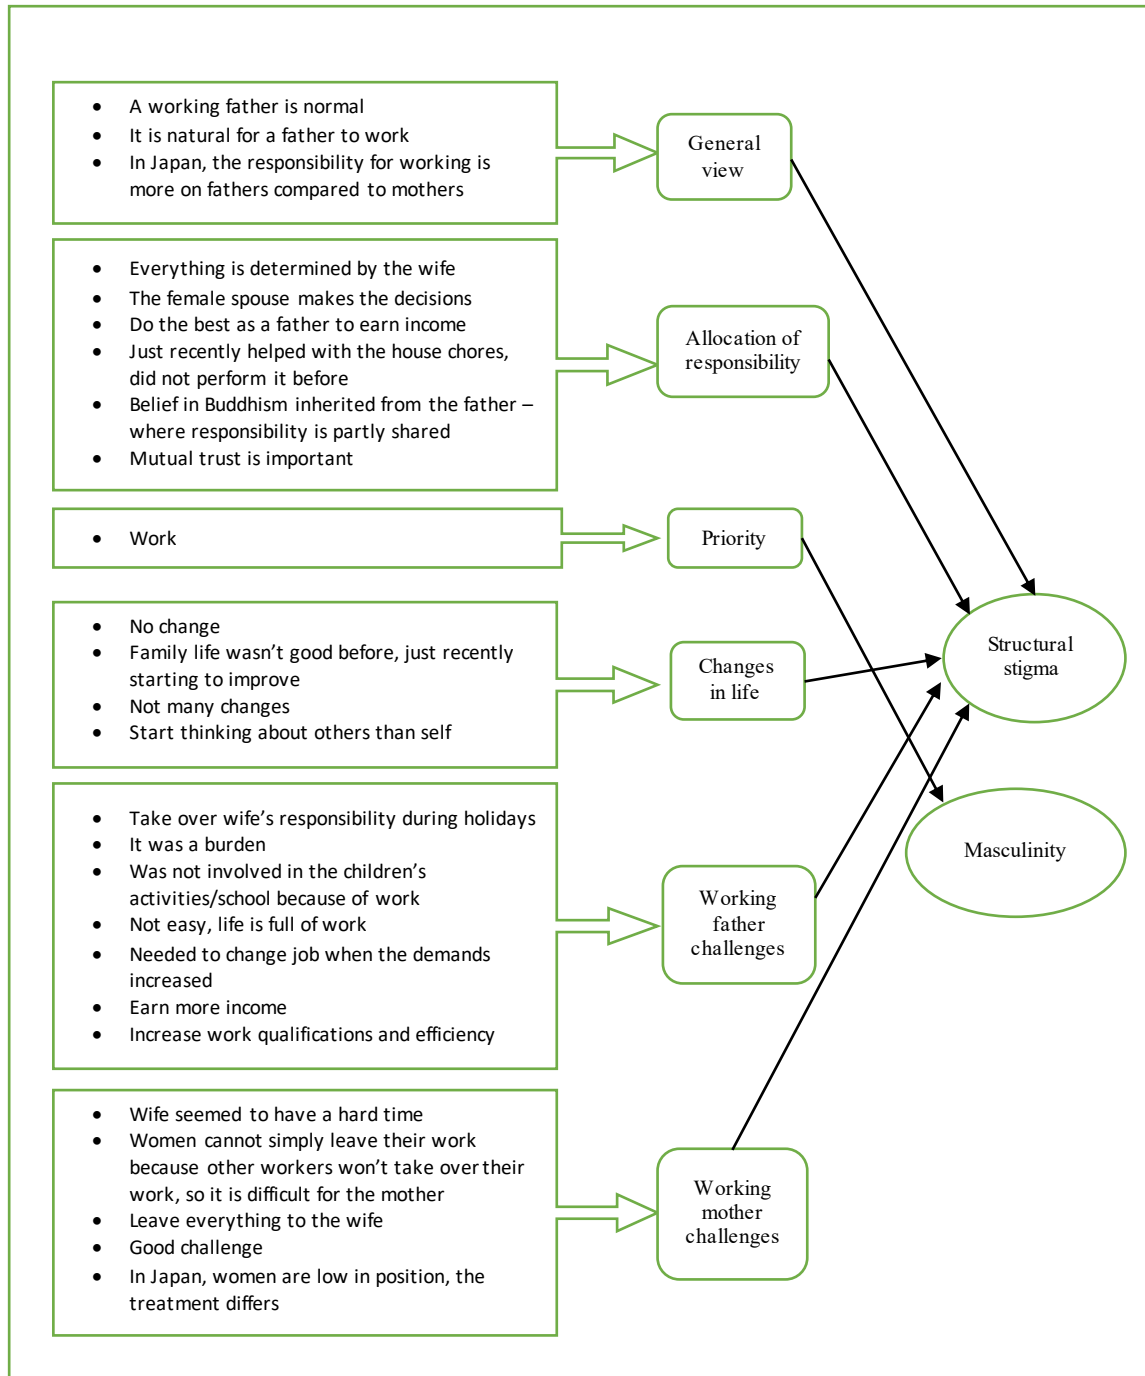 • A working father is normal
• It is natural for a father to work
• In Japan, the responsibility for working is
more on fathers compared to mothers
General
view
• Everything is determined by the wife
• The female spouse makes the decisions
• Do the best as a father to earn income
• Just recently helped with the house chores,
did not perform it before
• Belief in Buddhism inherited from the father –
where responsibility is partly shared
• Mutual trust is important
Allocation of
responsibility
• Work
Priority
• No change
• Family life wasn’t good before, just recently
starting to improve
• Not many changes
• Start thinking about others than self
Changes
in life
Structural
stigma
• Take over wife’s responsibility during holidays
• It was a burden
• Was not involved in the children’s
activities/school because of work
• Not easy, life is full of work
• Needed to change job when the demands
increased
• Earn more income
• Increase work qualifications and efficiency
Working
father
challenges
Masculinity
• Wife seemed to have a hard time
• Women cannot simply leave their work
because other workers won’t take over their
work, so it is difficult for the mother
• Leave everything to the wife
• Good challenge
• In Japan, women are low in position, the
treatment differs
Working
mother
challenges